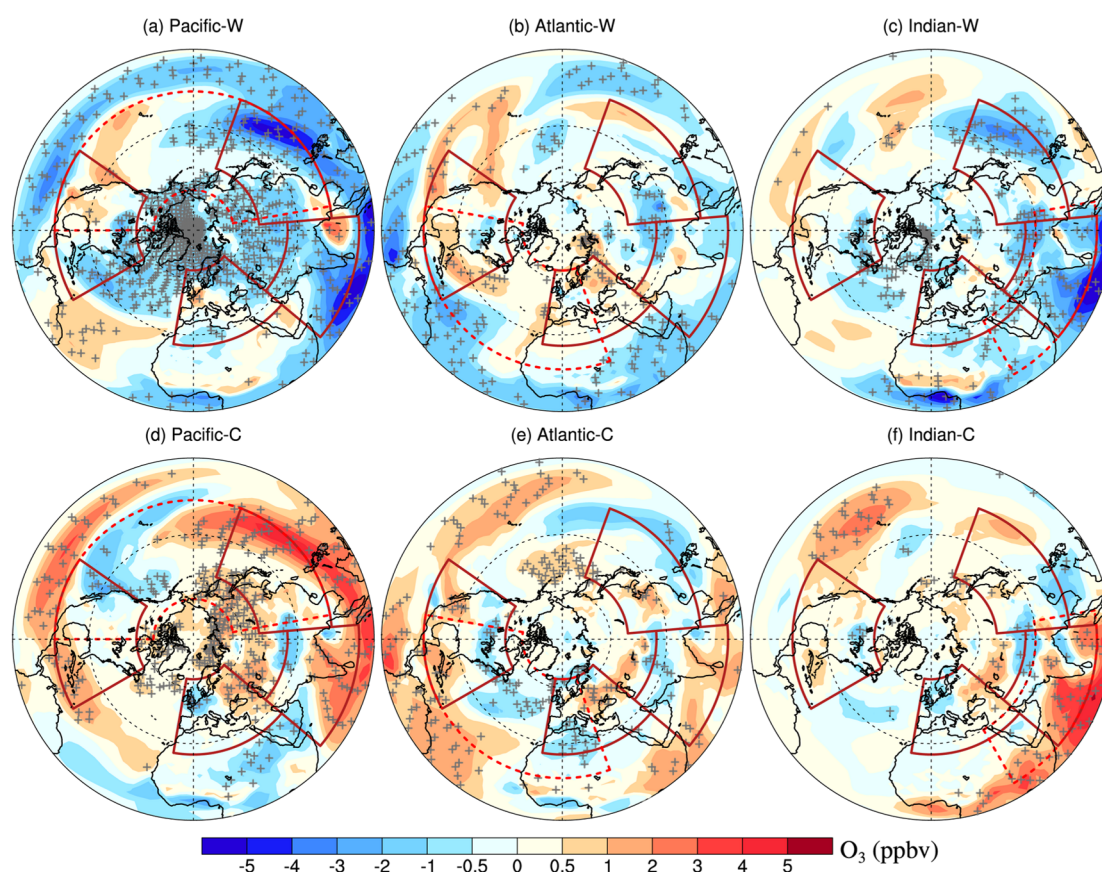 (a) Pacific-W
(b) Atlantic-W
(c) Indian-W
(d) Pacific-C
(e) Atlantic-C
(f) Indian-C
-5 -4 -3 -2 -1 -0.5 0 0.5 1 2 3 4 5
O₃ (ppbv)